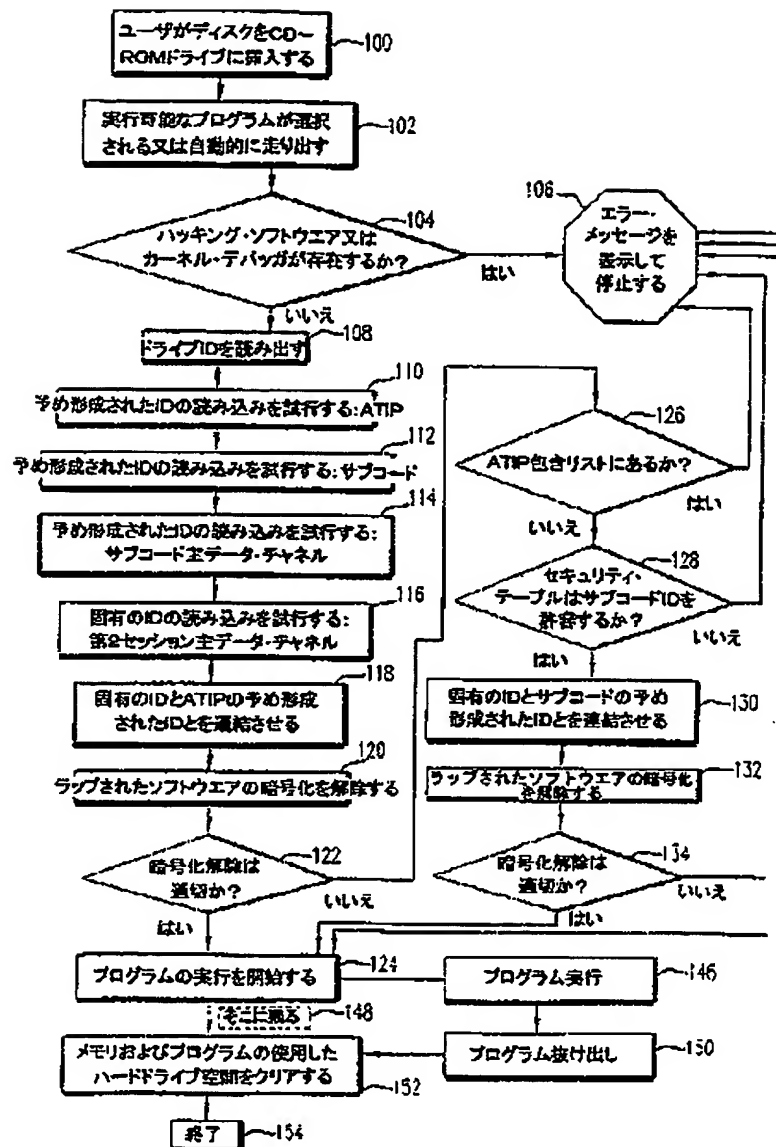 ユーザがディスクをCD-
ROMドライブに挿入する
100
実行可能なプログラムが選択
される又は自動的に走り出す
102
ハッキング・ソフトウエア又は
カーネル・デバッガが存在するか?
104
はい
いいえ
106
エラー・
メッセージを
表示して
停止する
ドライブIDを読み出す
108
110
予め形成されたIDの読み込みを試行する:ATIP
112
予め形成されたIDの読み込みを試行する:サブコード
114
予め形成されたIDの読み込みを試行する:
サブコード主データ・チャネル
116
固有のIDの読み込みを試行する:
第2セッション主データ・チャネル
118
固有のIDとATIPの予め形成
されたIDとを連結させる
120
ラップされたソフトウエアの暗号化を解除する
暗号化解除は
適切か?
122
いいえ
はい
126
ATIP包含リストにあるか?
はい
いいえ
128
セキュリティ・
テーブルはサブコードIDを
許容するか?
いいえ
はい
固有のIDとサブコードの予め
形成されたIDとを連結させる
130
ラップされたソフトウエアの暗号化
を解除する
132
暗号化解除は
適切か?
134
いいえ
はい
プログラムの実行を開始する
124
プログラム実行
146
そこに戻る
148
プログラム抜け出し
150
メモリおよびプログラムの使用した
ハードドライブ空間をクリアする
152
終了
154